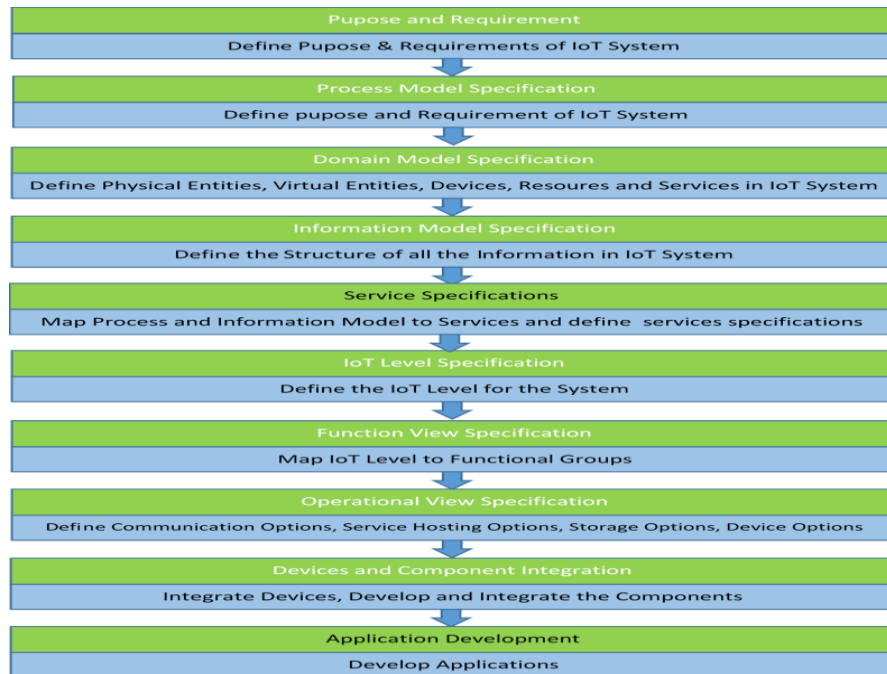 Pupose and Requirement
Define Pupose & Requirements of IoT System
Process Model Specification
Define pupose and Requirement of IoT System
Domain Model Specification
Define Physical Entities, Virtual Entities, Devices, Resoures and Services in IoT System
Information Model Specification
Define the Structure of all the Information in IoT System
Service Specifications
Map Process and Information Model to Services and define services specifications
IoT Level Specification
Define the IoT Level for the System
Function View Specification
Map IoT Level to Functional Groups
Operational View Specification
Define Communication Options, Service Hosting Options, Storage Options, Device Options
Devices and Component Integration
Integrate Devices, Develop and Integrate the Components
Application Development
Develop Applications